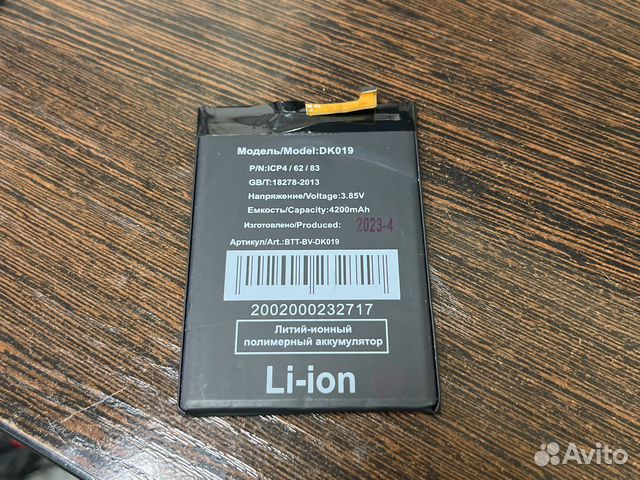 Модель/Model:DK019
P/N:ICP4 / 62 / 83
GB/T:18278-2013
Напряжение/Voltage:3.85V
Емкость/Capacity:4200mAh
Изготовлено/Produced: 2023-4
Артикул/Art.:BTT-BV-DK019
2002000232717
Литий-ионный
полимерный аккумулятор
Li-ion
Avito